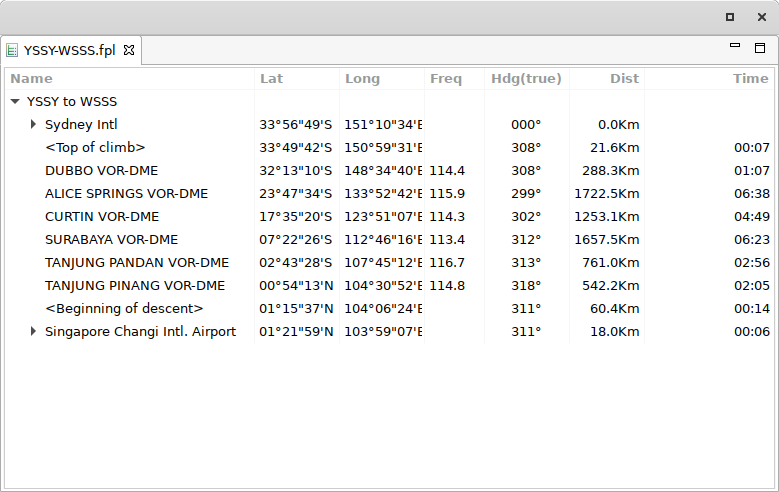 YSSY-WSSS.fpl
Name Lat Long Freq Hdg(true) Dist Time
YSSY to WSSS
Sydney Intl 33°56"49'S 151°10"34'E 000° 0.0Km
<Top of climb> 33°49"42'S 150°59"31'E 308° 21.6Km 00:07
DUBBO VOR-DME 32°13"10'S 148°34"40'E 114.4 308° 288.3Km 01:07
ALICE SPRINGS VOR-DME 23°47"34'S 133°52"42'E 115.9 299° 1722.5Km 06:38
CURTIN VOR-DME 17°35"20'S 123°51"07'E 114.3 302° 1253.1Km 04:49
SURABAYA VOR-DME 07°22"26'S 112°46"16'E 113.4 312° 1657.5Km 06:23
TANJUNG PANDAN VOR-DME 02°43"28'S 107°45"12'E 116.7 313° 761.0Km 02:56
TANJUNG PINANG VOR-DME 00°54"13'N 104°30"52'E 114.8 318° 542.2Km 02:05
<Beginning of descent> 01°15"37'N 104°06"24'E 311° 60.4Km 00:14
Singapore Changi Intl. Airport 01°21"59'N 103°59"07'E 311° 18.0Km 00:06